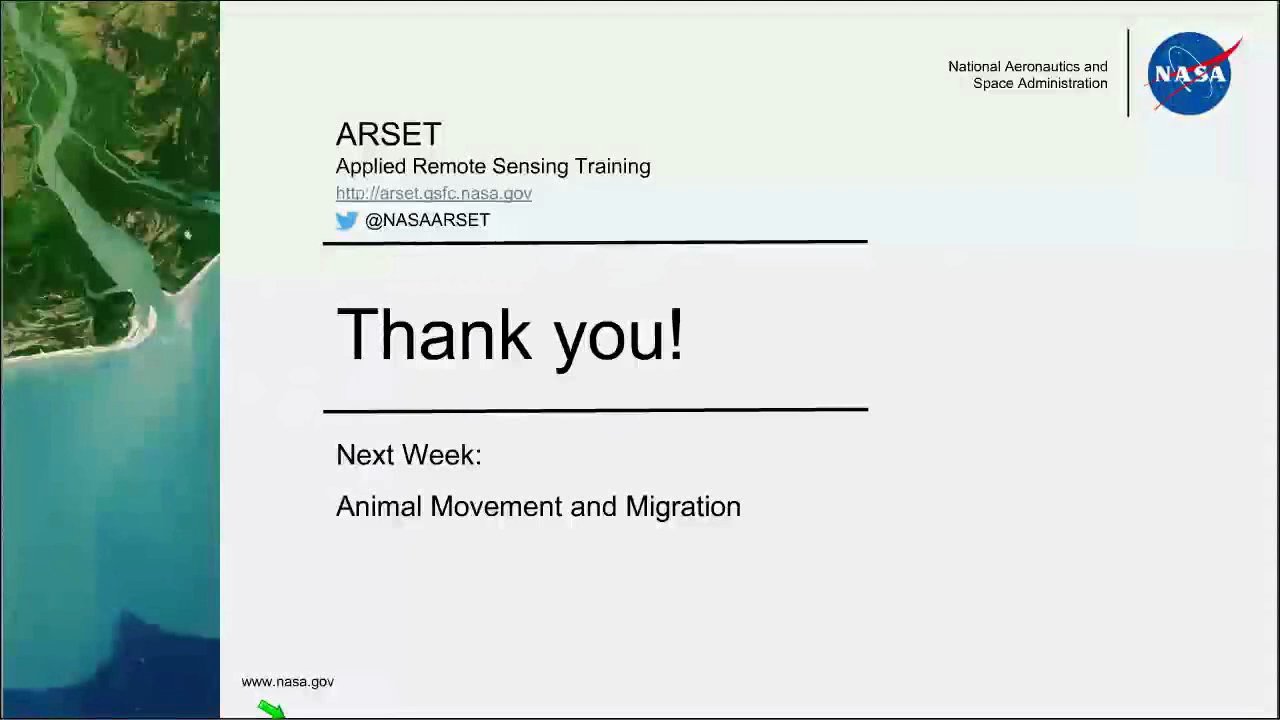 National Aeronautics and
Space Administration
NASA
ARSET
Applied Remote Sensing Training
http://arset.gsfc.nasa.gov
@NASAARSET
Thank you!
Next Week:
Animal Movement and Migration
www.nasa.gov